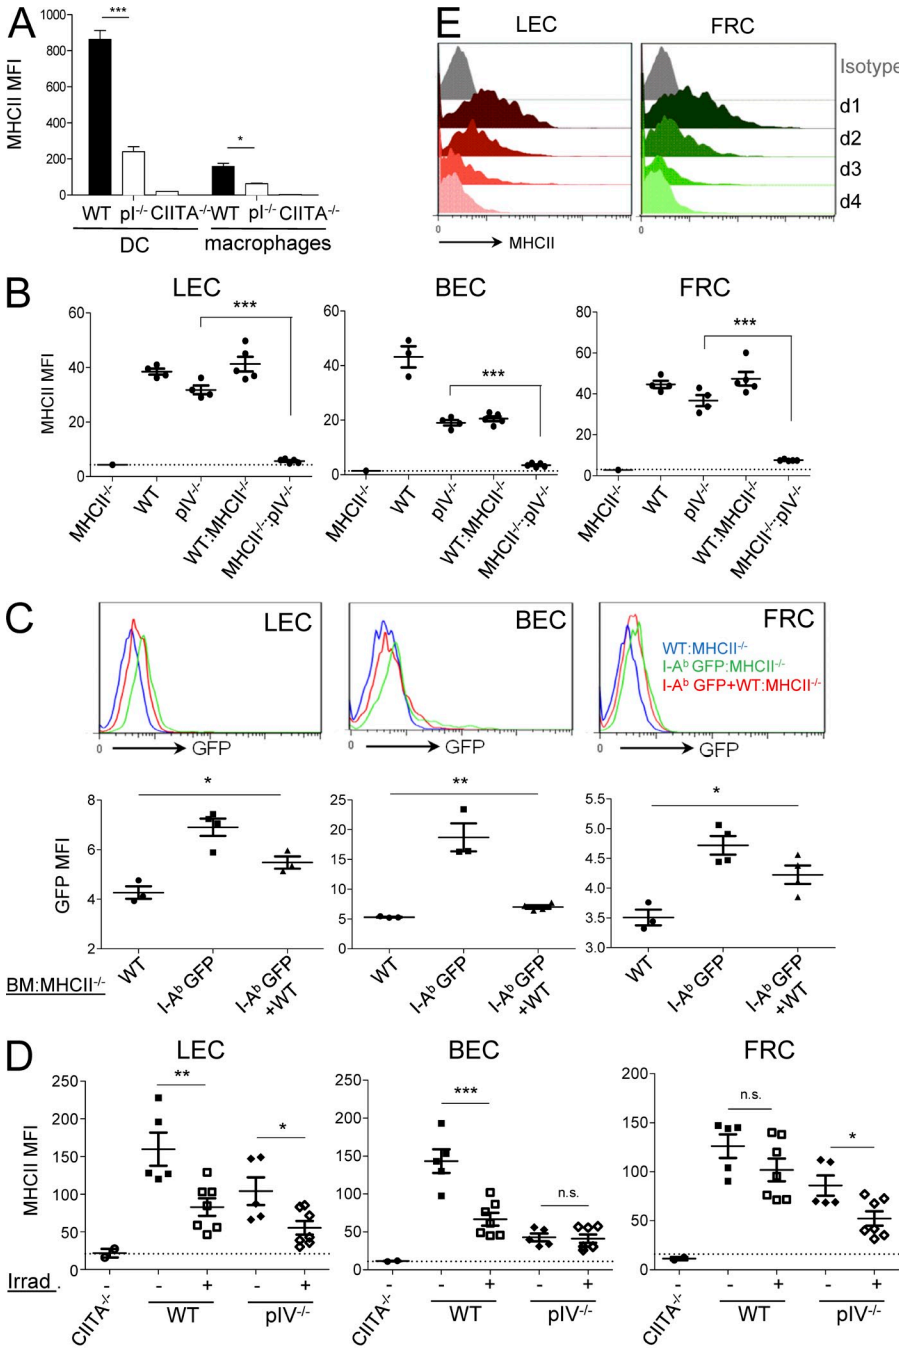 A
1000
800
600
400
200
0
MHCII MFI
***
*
WT pI-/- CIITA-/- WT pI-/- CIITA-/-
DC
macrophages
E
LEC
FRC
Isotype
d1
d2
d3
d4
MHCII
B
LEC
BEC
FRC
MHCII MFI
60
40
20
0
***
60
40
20
0
***
80
60
40
20
0
***
MHCII-/-
WT
pIV-/-
WT:MHCII-/-
MHCII-/-:pIV-/-
MHCII-/-
WT
pIV-/-
WT:MHCII-/-
MHCII-/-:pIV-/-
MHCII-/-
WT
pIV-/-
WT:MHCII-/-
MHCII-/-:pIV-/-
C
LEC
BEC
FRC
WT:MHCII-/-
I-Ab GFP:MHCII-/-
I-Ab GFP+WT:MHCII-/-
0
GFP
0
GFP
0
GFP
GFP MFI
8
6
4
2
*
25
20
15
10
5
0
**
5.5
5.0
4.5
4.0
3.5
3.0
*
BM:MHCII-/-
WT
I-Ab GFP
I-Ab GFP
+WT
WT
I-Ab GFP
I-Ab GFP
+WT
WT
I-Ab GFP
I-Ab GFP
+WT
D
LEC
BEC
FRC
MHCII MFI
250
200
150
100
50
0
**
*
250
200
150
100
50
0
***
n.s.
200
150
100
50
0
n.s.
*
Irrad .
- - + - +
- - + - +
- - + - +
CIITA-/-
WT
pIV-/-
CIITA-/-
WT
pIV-/-
CIITA-/-
WT
pIV-/-